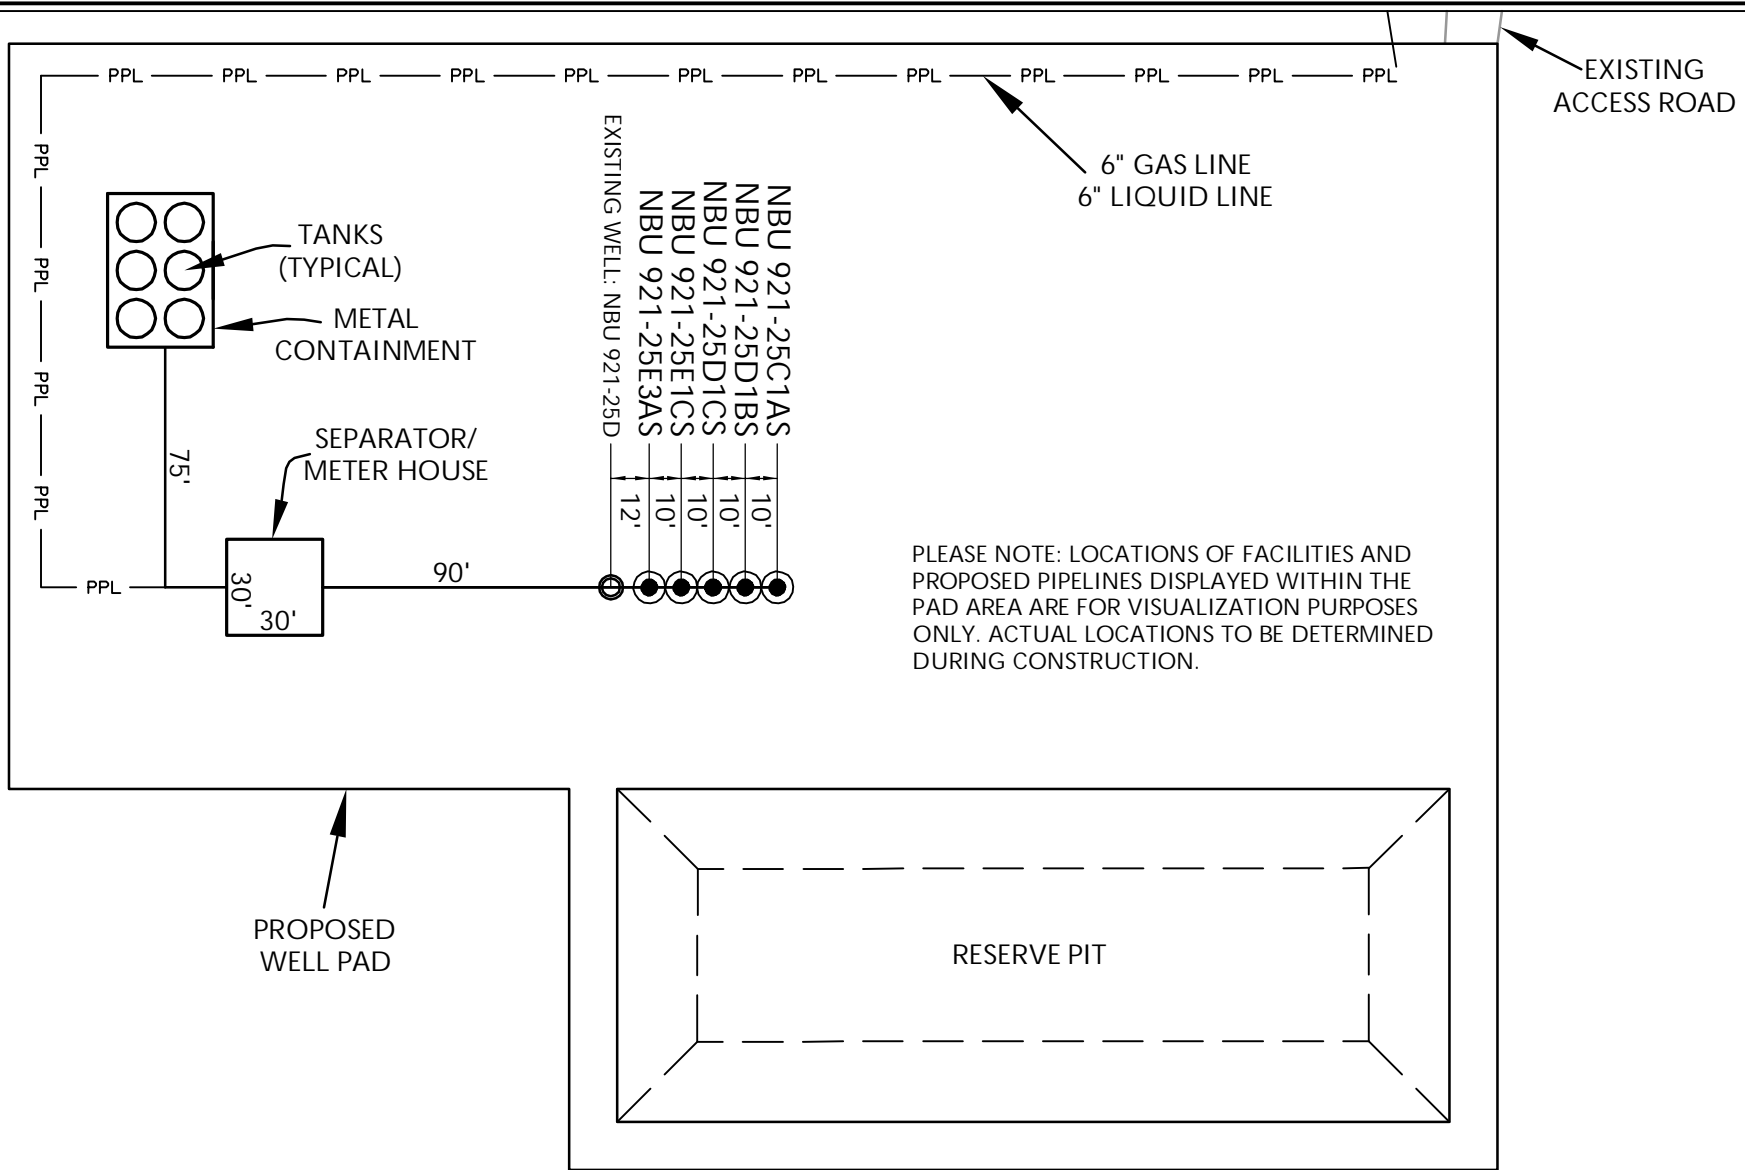 PPL PPL PPL PPL PPL PPL PPL PPL PPL PPL PPL PPL
EXISTING
ACCESS ROAD
6" GAS LINE
6" LIQUID LINE
PPL
PPL
PPL
PPL
PPL
TANKS
(TYPICAL)
METAL
CONTAINMENT
75'
SEPARATOR/
METER HOUSE
30'
30'
90'
EXISTING WELL: NBU 921-25D
NBU 921-25E3AS
NBU 921-25E1CS
NBU 921-25D1CS
NBU 921-25D1BS
NBU 921-25C1AS
12'
10'
10'
10'
10'
PLEASE NOTE: LOCATIONS OF FACILITIES AND
PROPOSED PIPELINES DISPLAYED WITHIN THE
PAD AREA ARE FOR VISUALIZATION PURPOSES
ONLY. ACTUAL LOCATIONS TO BE DETERMINED
DURING CONSTRUCTION.
PROPOSED
WELL PAD
RESERVE PIT